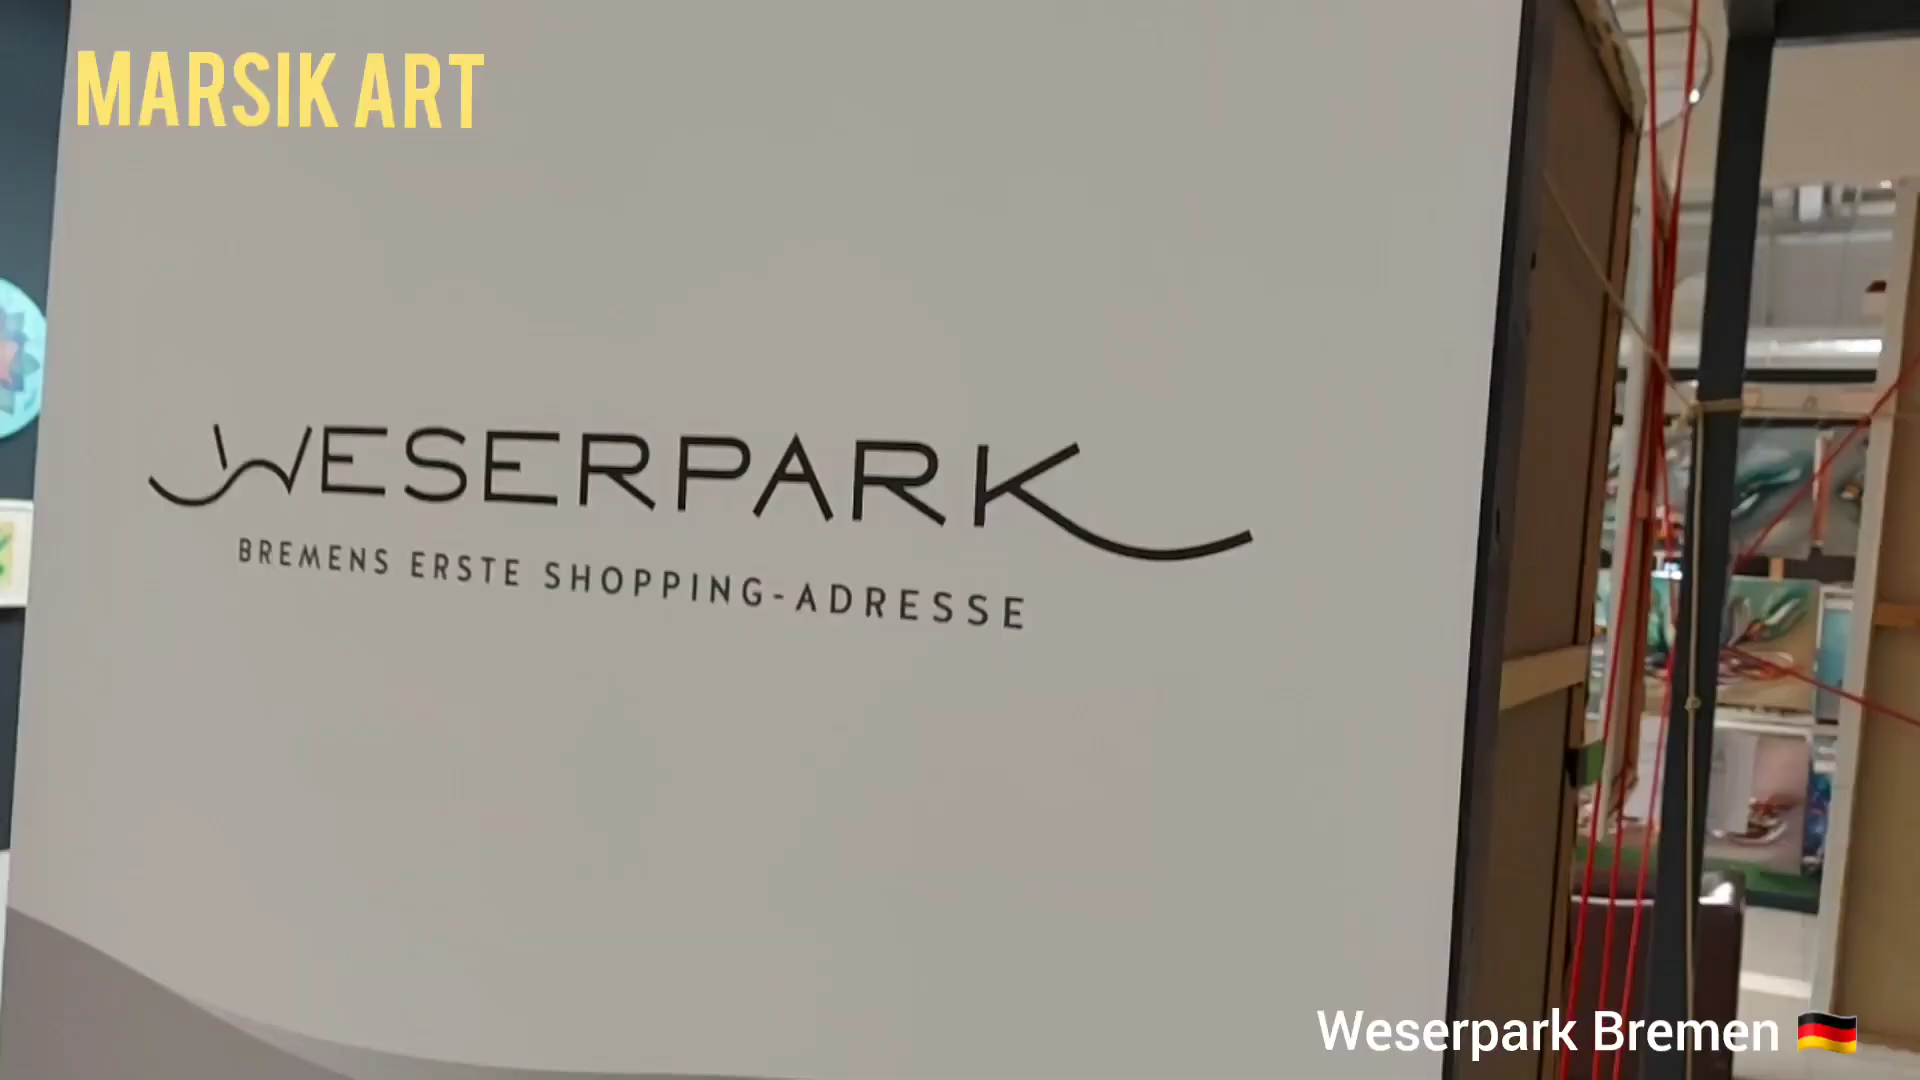 MARSIK ART
WESERPARK
BREMENS ERSTE SHOPPING-ADRESSE
Weserpark Bremen 🇩🇪